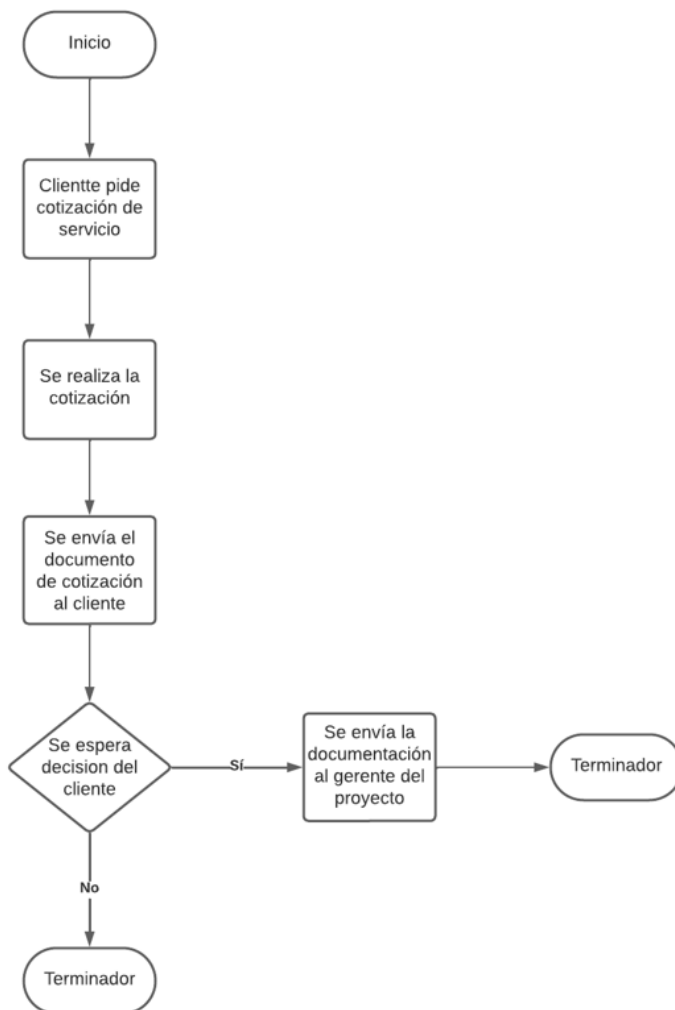 Inicio
Clientte pide
cotización de
servicio
Se realiza la
cotización
Se envía el
documento
de cotización
al cliente
Se espera
decision del
cliente
Sí
Se envía la
documentación
al gerente del
proyecto
Terminador
No
Terminador